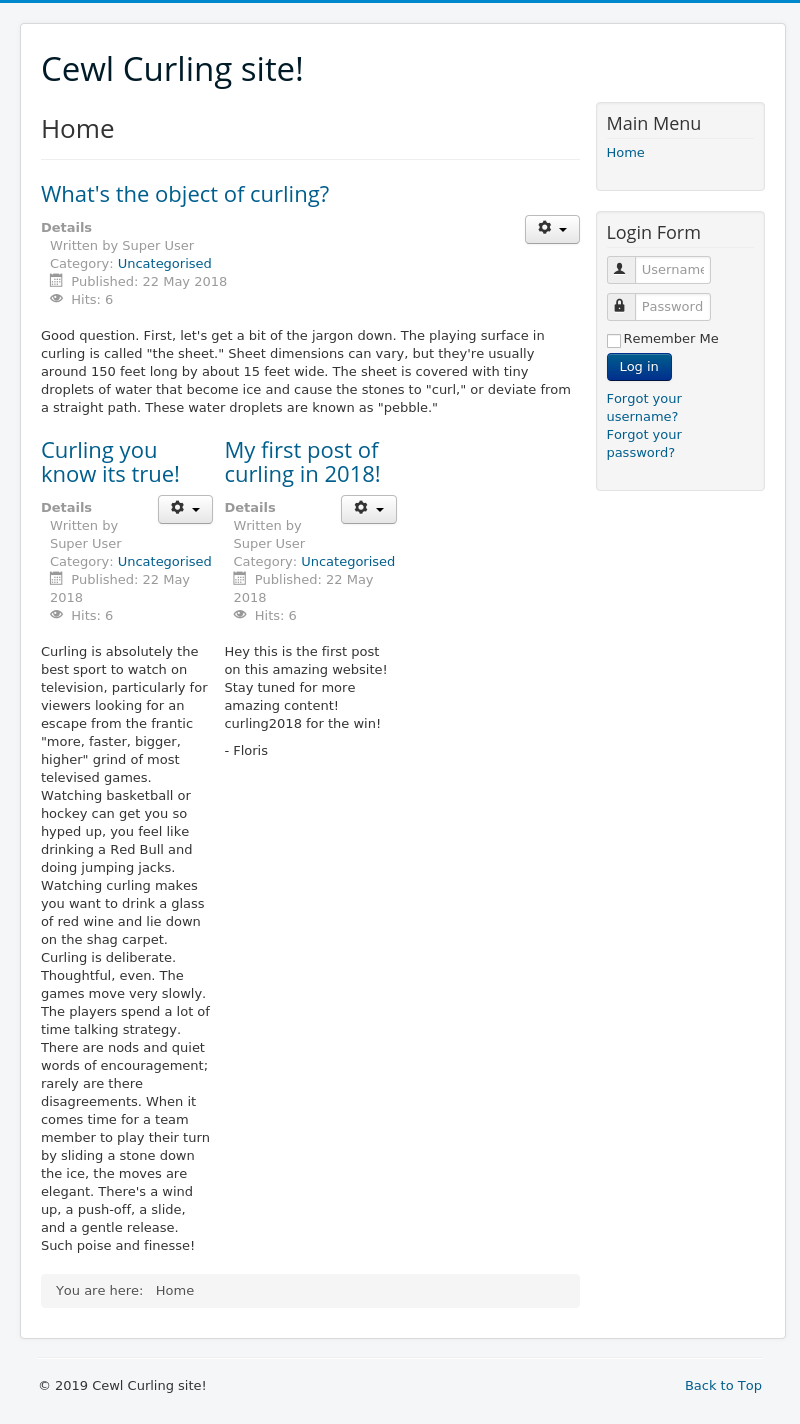 Cewl Curling site!
Home
What's the object of curling?
Details
Written by Super User
Category: Uncategorised
Published: 22 May 2018
Hits: 6
Good question. First, let's get a bit of the jargon down. The playing surface in
curling is called "the sheet." Sheet dimensions can vary, but they're usually
around 150 feet long by about 15 feet wide. The sheet is covered with tiny
droplets of water that become ice and cause the stones to "curl," or deviate from
a straight path. These water droplets are known as "pebble."
Curling you
know its true!
Details
Written by
Super User
Category: Uncategorised
Published: 22 May
2018
Hits: 6
Curling is absolutely the
best sport to watch on
television, particularly for
viewers looking for an
escape from the frantic
"more, faster, bigger,
higher" grind of most
televised games.
Watching basketball or
hockey can get you so
hyped up, you feel like
drinking a Red Bull and
doing jumping jacks.
Watching curling makes
you want to drink a glass
of red wine and lie down
on the shag carpet.
Curling is deliberate.
Thoughtful, even. The
games move very slowly.
The players spend a lot of
time talking strategy.
There are nods and quiet
words of encouragement;
rarely are there
disagreements. When it
comes time for a team
member to play their turn
by sliding a stone down
the ice, the moves are
elegant. There's a wind
up, a push-off, a slide,
and a gentle release.
Such poise and finesse!
My first post of
curling in 2018!
Details
Written by
Super User
Category: Uncategorised
Published: 22 May
2018
Hits: 6
Hey this is the first post
on this amazing website!
Stay tuned for more
amazing content!
curling2018 for the win!
- Floris
You are here: Home
Main Menu
Home
Login Form
Username
Password
Remember Me
Log in
Forgot your
username?
Forgot your
password?
© 2019 Cewl Curling site!
Back to Top